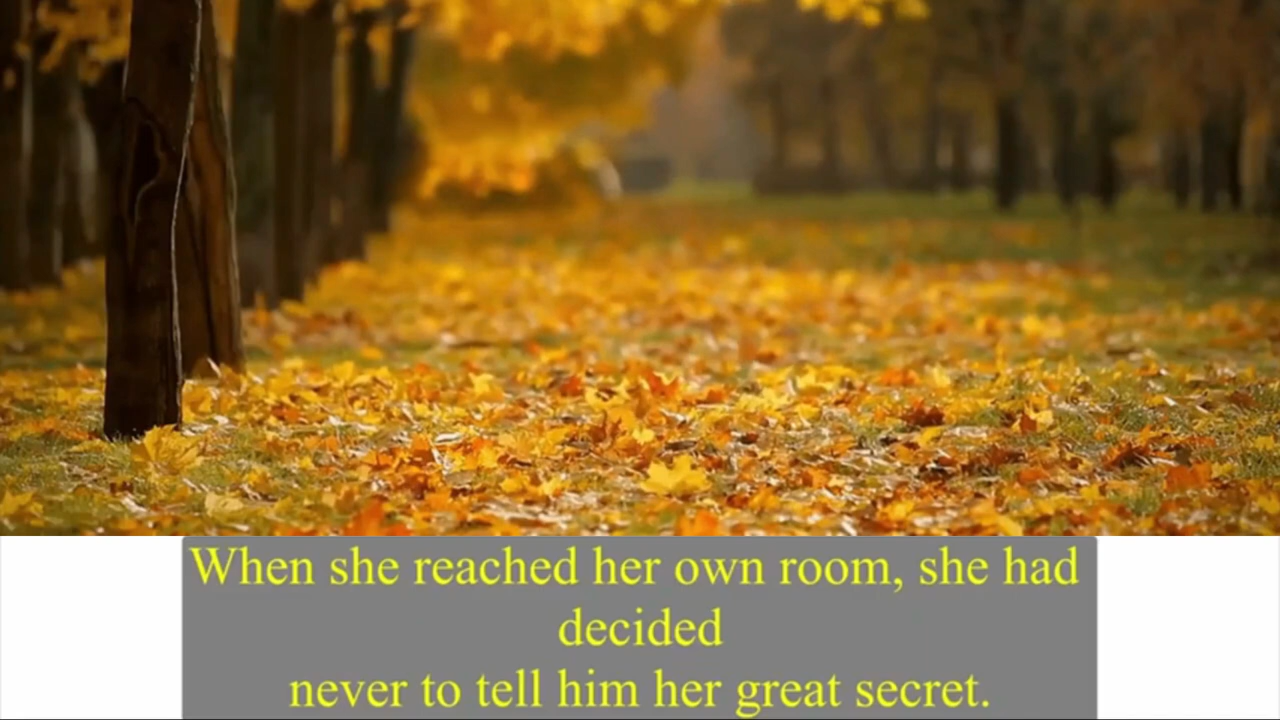 When she reached her own room, she had
decided
never to tell him her great secret.